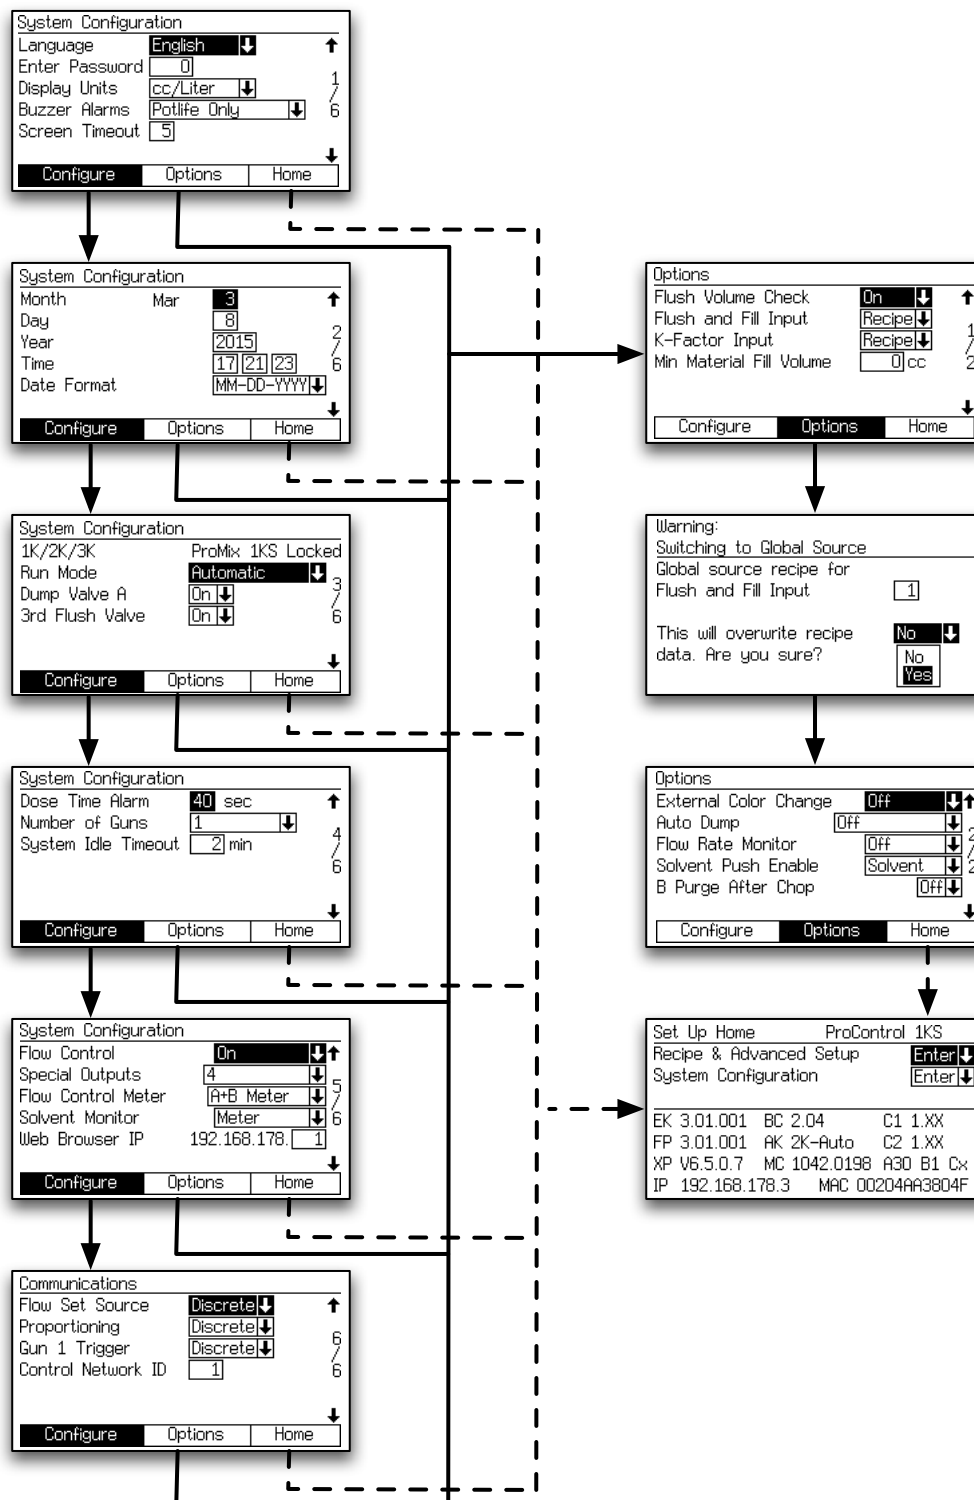 System Configuration
Language English
Enter Password 0
Display Units cc/Liter
Buzzer Alarms Potlife Only
Screen Timeout 5
1/6
Configure Options Home
System Configuration
Month Mar 3
Day 8
Year 2015
Time 17 21 23
Date Format MM-DD-YYYY
2/6
Configure Options Home
System Configuration
1K/2K/3K ProMix 1KS Locked
Run Mode Automatic
Dump Valve A On
3rd Flush Valve On
3/6
Configure Options Home
System Configuration
Dose Time Alarm 40 sec
Number of Guns 1
System Idle Timeout 2 min
4/6
Configure Options Home
System Configuration
Flow Control On
Special Outputs 4
Flow Control Meter A+B Meter
Solvent Monitor Meter
Web Browser IP 192.168.178. 1
5/6
Configure Options Home
Communications
Flow Set Source Discrete
Proportioning Discrete
Gun 1 Trigger Discrete
Control Network ID 1
6/6
Configure Options Home
Options
Flush Volume Check On
Flush and Fill Input Recipe
K-Factor Input Recipe
Min Material Fill Volume 0 cc
1/2
Configure Options Home
Warning:
Switching to Global Source
Global source recipe for
Flush and Fill Input 1
This will overwrite recipe No
data. Are you sure? No
Yes
Options
External Color Change Off
Auto Dump Off
Flow Rate Monitor Off
Solvent Push Enable Solvent
B Purge After Chop Off
2/2
Configure Options Home
Set Up Home ProControl 1KS
Recipe & Advanced Setup Enter
System Configuration Enter
EK 3.01.001 BC 2.04 C1 1.XX
FP 3.01.001 AK 2K-Auto C2 1.XX
XP V6.5.0.7 MC 1042.0198 A30 B1 Cx
IP 192.168.178.3 MAC 00204AA3804F